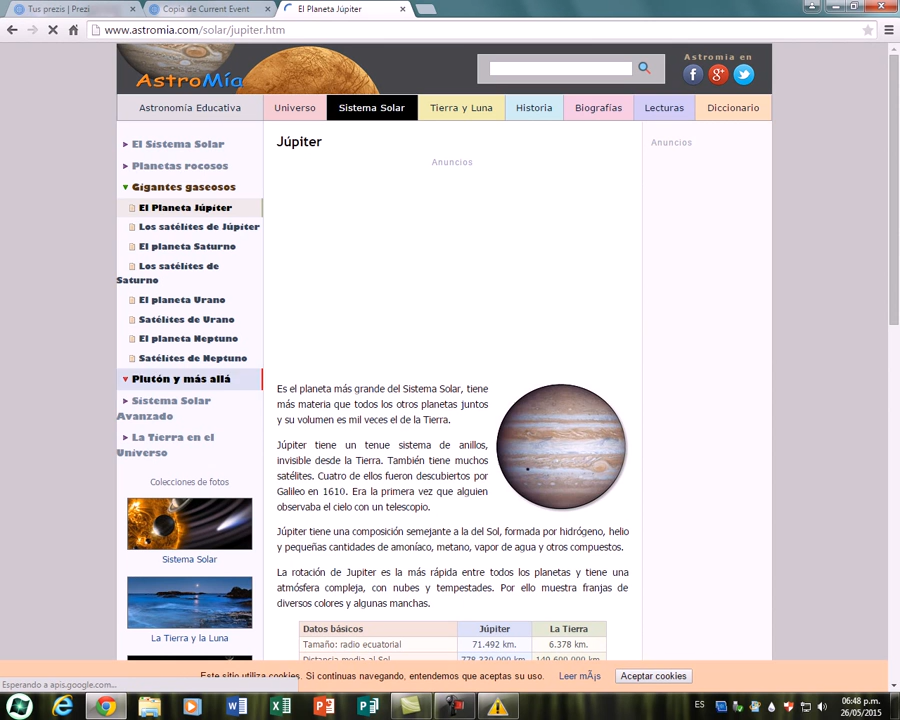 Tus prezis | Prezi
Copia de Current Event
El Planeta Júpiter
www.astromia.com/solar/jupiter.htm
AstroMía
Astromia en
Astronomía Educativa
Universo
Sistema Solar
Tierra y Luna
Historia
Biografías
Lecturas
Diccionario
El Sistema Solar
Planetas rocosos
Gigantes gaseosos
El Planeta Júpiter
Los satélites de Júpiter
El planeta Saturno
Los satélites de
Saturno
El planeta Urano
Satélites de Urano
El planeta Neptuno
Satélites de Neptuno
Plutón y más allá
Sistema Solar
Avanzado
La Tierra en el
Universo
Colecciones de fotos
Sistema Solar
La Tierra y la Luna
Júpiter
Anuncios
Es el planeta más grande del Sistema Solar, tiene
más materia que todos los otros planetas juntos
y su volumen es mil veces el de la Tierra.
Júpiter tiene un tenue sistema de anillos,
invisible desde la Tierra. También tiene muchos
satélites. Cuatro de ellos fueron descubiertos por
Galileo en 1610. Era la primera vez que alguien
observaba el cielo con un telescopio.
Júpiter tiene una composición semejante a la del Sol, formada por hidrógeno, helio
y pequeñas cantidades de amoníaco, metano, vapor de agua y otros compuestos.
La rotación de Jupiter es la más rápida entre todos los planetas y tiene una
atmósfera compleja, con nubes y tempestades. Por ello muestra franjas de
diversos colores y algunas manchas.
Datos básicos Júpiter La Tierra
Tamaño: radio ecuatorial 71.492 km. 6.378 km.
Distancia media al Sol 778.330.000 km. 149.600.000 km.
Anuncios
Este sitio utiliza cookies. Si continuas navegando, entendemos que aceptas su uso. Leer mÃ¡s Aceptar cookies
Esperando a apis.google.com...
ES
06:48 p.m.
26/05/2015